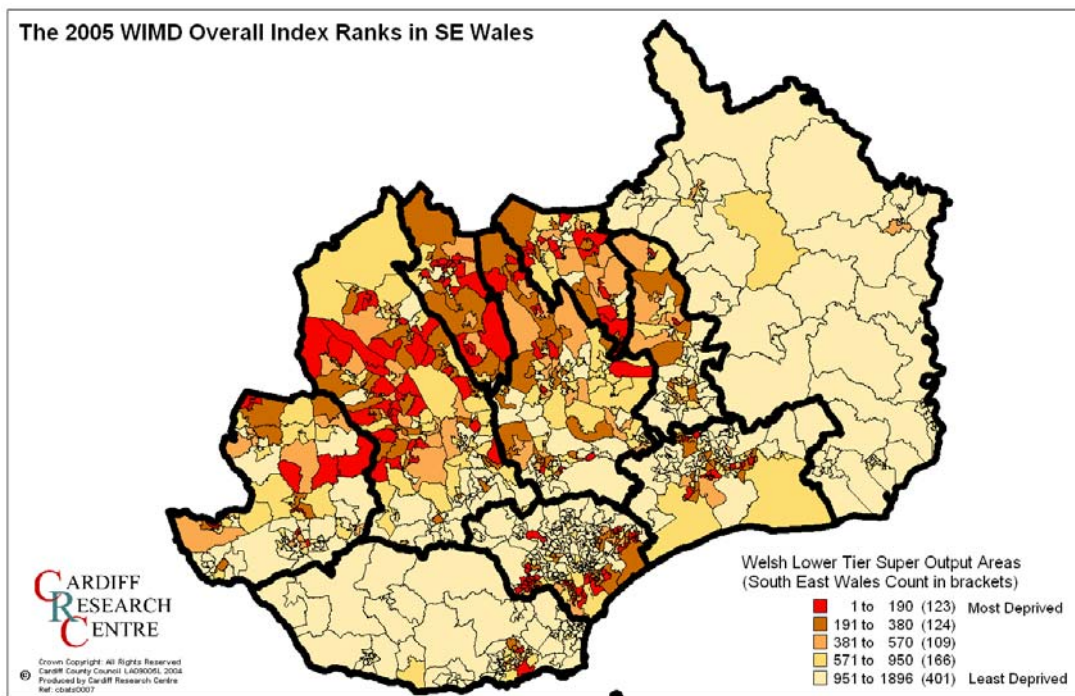 The 2005 WIMD Overall Index Ranks in SE Wales
CARDIFF
RESEARCH
CENTRE
Crown Copyright: All Rights Reserved
Cardiff County Council LA09006L 2004
© Produced by Cardiff Research Centre
Ref: cbats0007
Welsh Lower Tier Super Output Areas
(South East Wales Count in brackets)
1 to 190 (123) Most Deprived
191 to 380 (124)
381 to 570 (109)
571 to 950 (166)
951 to 1896 (401) Least Deprived